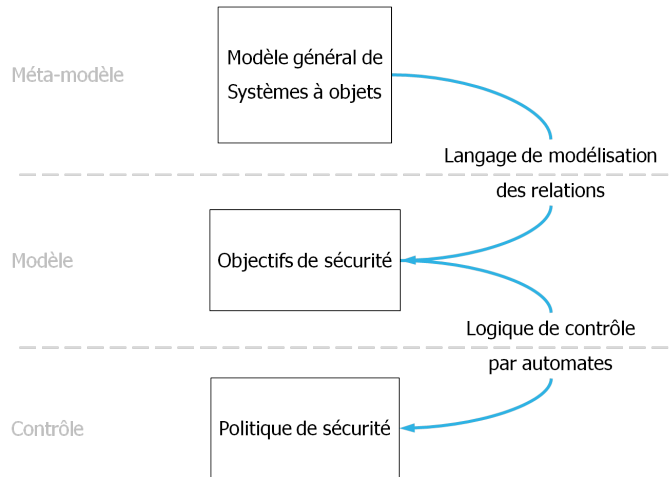 Méta-modèle
Modèle général de
Systèmes à objets
Langage de modélisation
des relations
Modèle
Objectifs de sécurité
Logique de contrôle
par automates
Contrôle
Politique de sécurité